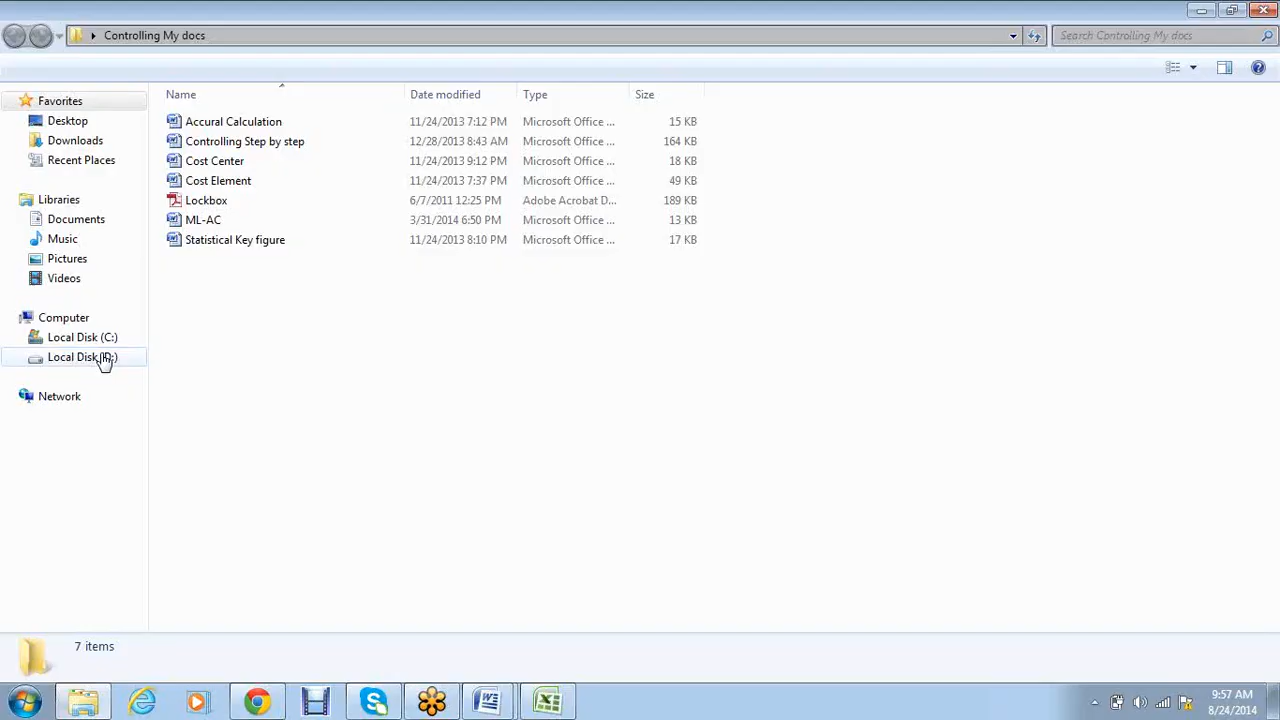 Controlling My docs
Search Controlling My docs
Name Date modified Type Size
Favorites
Desktop
Downloads
Recent Places
Libraries
Documents
Music
Pictures
Videos
Computer
Local Disk (C:)
Local Disk (D:)
Network
Accural Calculation 11/24/2013 7:12 PM Microsoft Office ... 15 KB
Controlling Step by step 12/28/2013 8:43 AM Microsoft Office ... 164 KB
Cost Center 11/24/2013 9:12 PM Microsoft Office ... 18 KB
Cost Element 11/24/2013 7:37 PM Microsoft Office ... 49 KB
Lockbox 6/7/2011 12:25 PM Adobe Acrobat D... 189 KB
ML-AC 3/31/2014 6:50 PM Microsoft Office ... 13 KB
Statistical Key figure 11/24/2013 8:10 PM Microsoft Office ... 17 KB
7 items
9:57 AM
8/24/2014